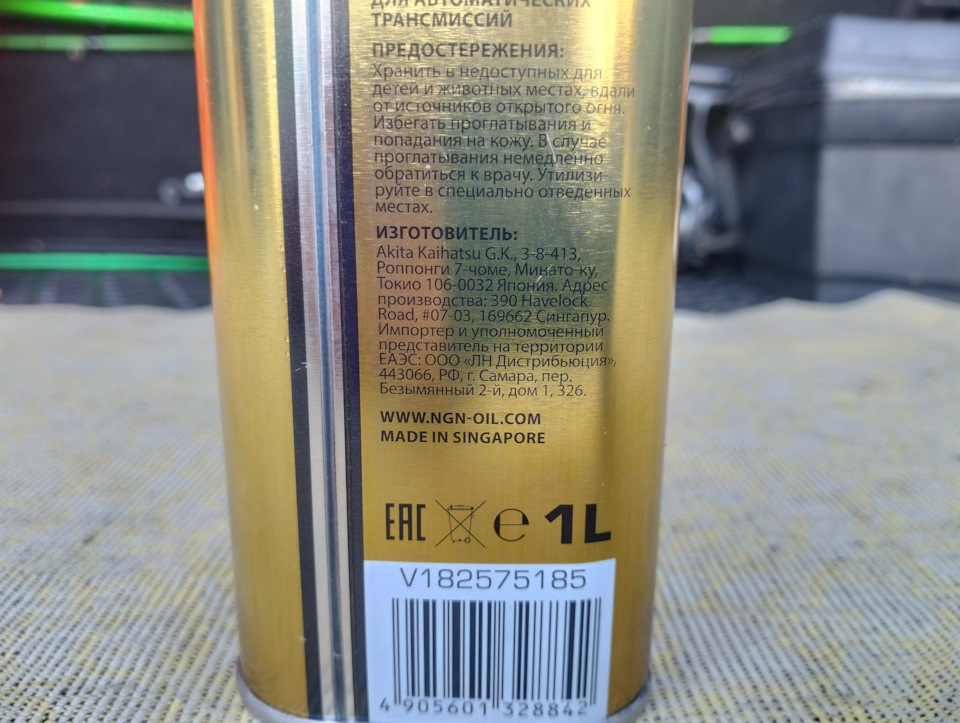 ДЛЯ АВТОМАТИЧЕСКИХ
ТРАНСМИССИЙ
ПРЕДОСТЕРЕЖЕНИЯ:
Хранить в недоступных для
детей и животных местах, вдали
от источников открытого огня.
Избегать проглатывания и
попадания на кожу. В случае
проглатывания немедленно
обратиться к врачу. Утилизи-
руйте в специально отведенных
местах.
ИЗГОТОВИТЕЛЬ:
Akita Kaihatsu G.K., 3-8-413,
Роппонги 7-чоме, Минато-ку,
Токио 106-0032 Япония. Адрес
производства: 390 Havelock
Road, #07-03, 169662 Сингапур.
Импортер и уполномоченный
представитель на территории
ЕАЭС: ООО «ЛН Дистрибьюция»,
443066, РФ, г. Самара, пер.
Безымянный 2-й, дом 1, 326.
WWW.NGN-OIL.COM
MADE IN SINGAPORE
EAC e 1L
V182575185
4 905601 328842